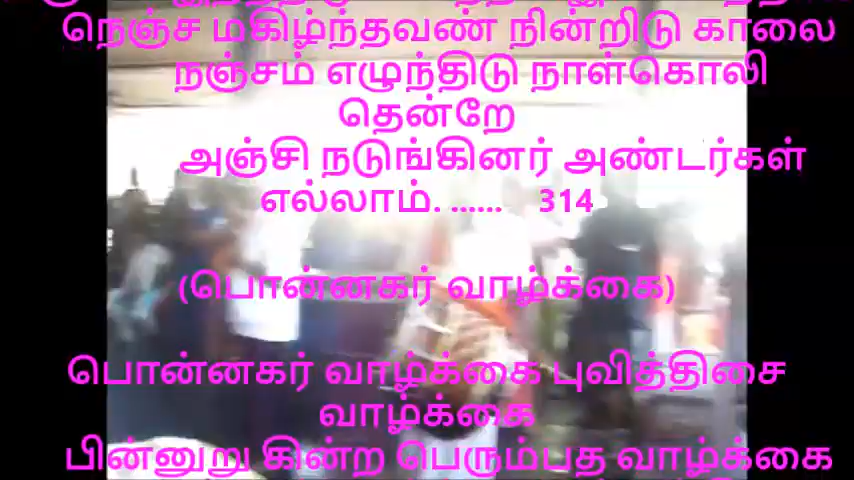 நெஞ்ச மகிழ்ந்தவண் நின்றிடு காலை
நஞ்சம் எழுந்திடு நாள்கொலி
தென்றே
அஞ்சி நடுங்கினர் அண்டர்கள்
எல்லாம். ...... 314
(பொன்னகர் வாழ்க்கை)
பொன்னகர் வாழ்க்கை புவித்திசை
வாழ்க்கை
பின்னுறு கின்ற பெரும்பத வாழ்க்கை